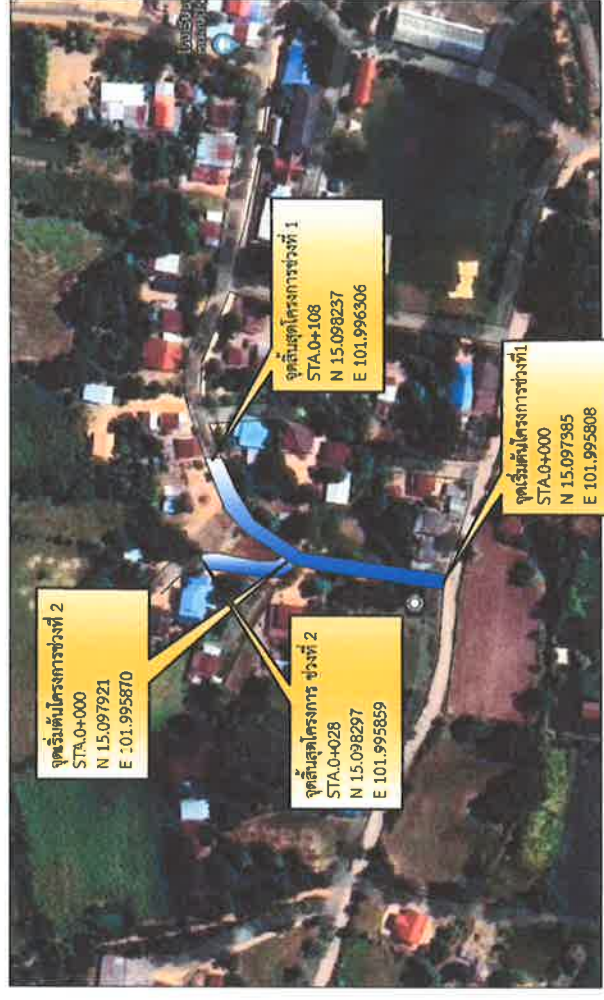 จุดเริ่มต้นโครงการช่วงที่ 2
STA.0+000
N 15.097921
E 101.995870
จุดสิ้นสุดโครงการ ช่วงที่ 2
STA.0+028
N 15.098297
E 101.995859
จุดสิ้นสุดโครงการช่วงที่ 1
STA.0+108
N 15.098237
E 101.996306
จุดเริ่มต้นโครงการช่วงที่1
STA.0+000
N 15.097385
E 101.995808